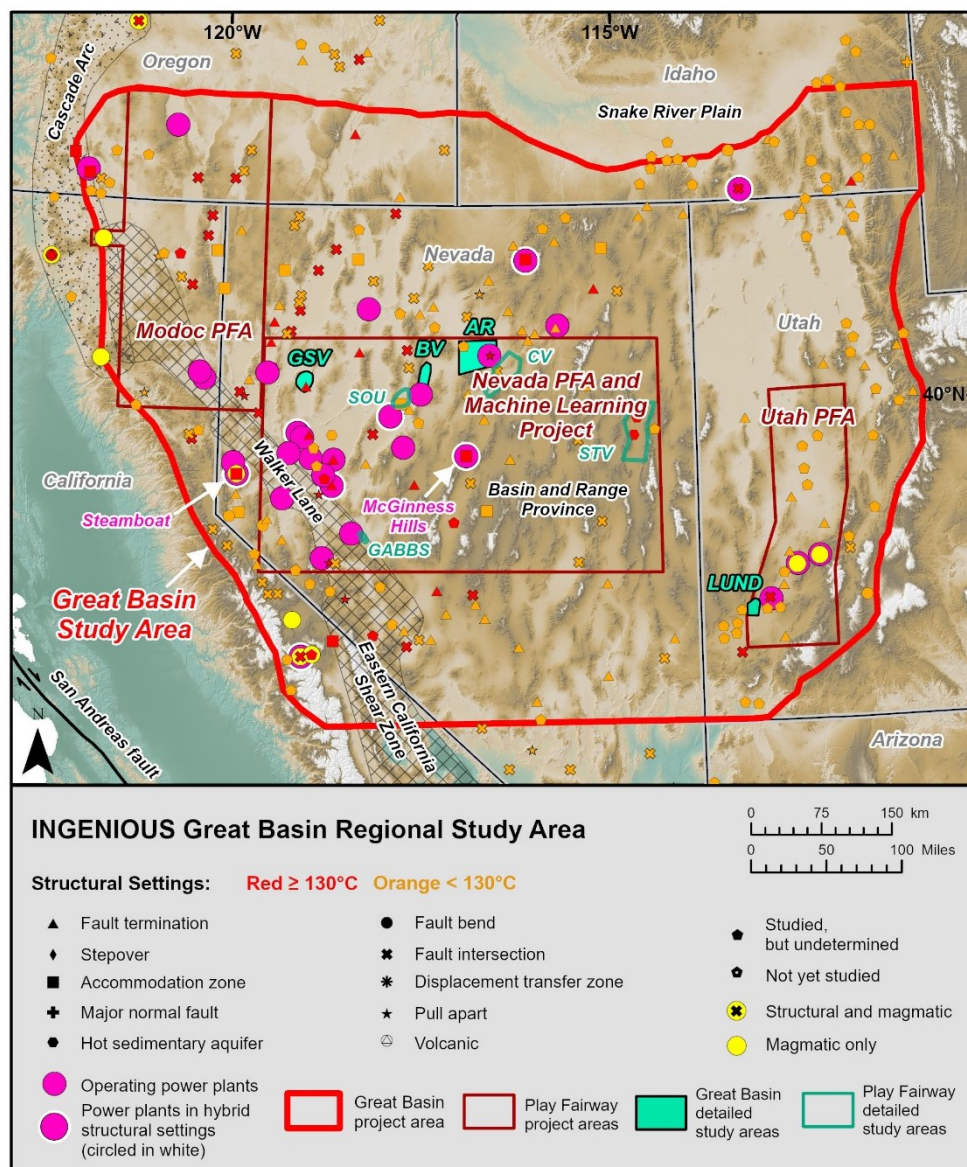 120°W
115°W
Oregon
Idaho
Cascade Arc
Snake River Plain
Nevada
Utah
Modoc PFA
AR
BV
GSV
CV
SOU
Nevada PFA and
Machine Learning
Project
40°N
Utah PFA
STV
California
Walker Lane
Steamboat
McGinness
Hills
Basin and Range
Province
GABBS
Great Basin
Study Area
LUND
San Andreas fault
Eastern California
Shear Zone
Arizona
N
INGENIOUS Great Basin Regional Study Area
0 75 150 km
0 50 100 Miles
Structural Settings: Red ≥ 130°C Orange < 130°C
Fault termination
Stepover
Accommodation zone
Major normal fault
Hot sedimentary aquifer
Fault bend
Fault intersection
Displacement transfer zone
Pull apart
Volcanic
Studied,
but undetermined
Not yet studied
Structural and magmatic
Magmatic only
Operating power plants
Power plants in hybrid
structural settings
(circled in white)
Great Basin
project area
Play Fairway
project areas
Great Basin
detailed
study areas
Play Fairway
detailed
study areas